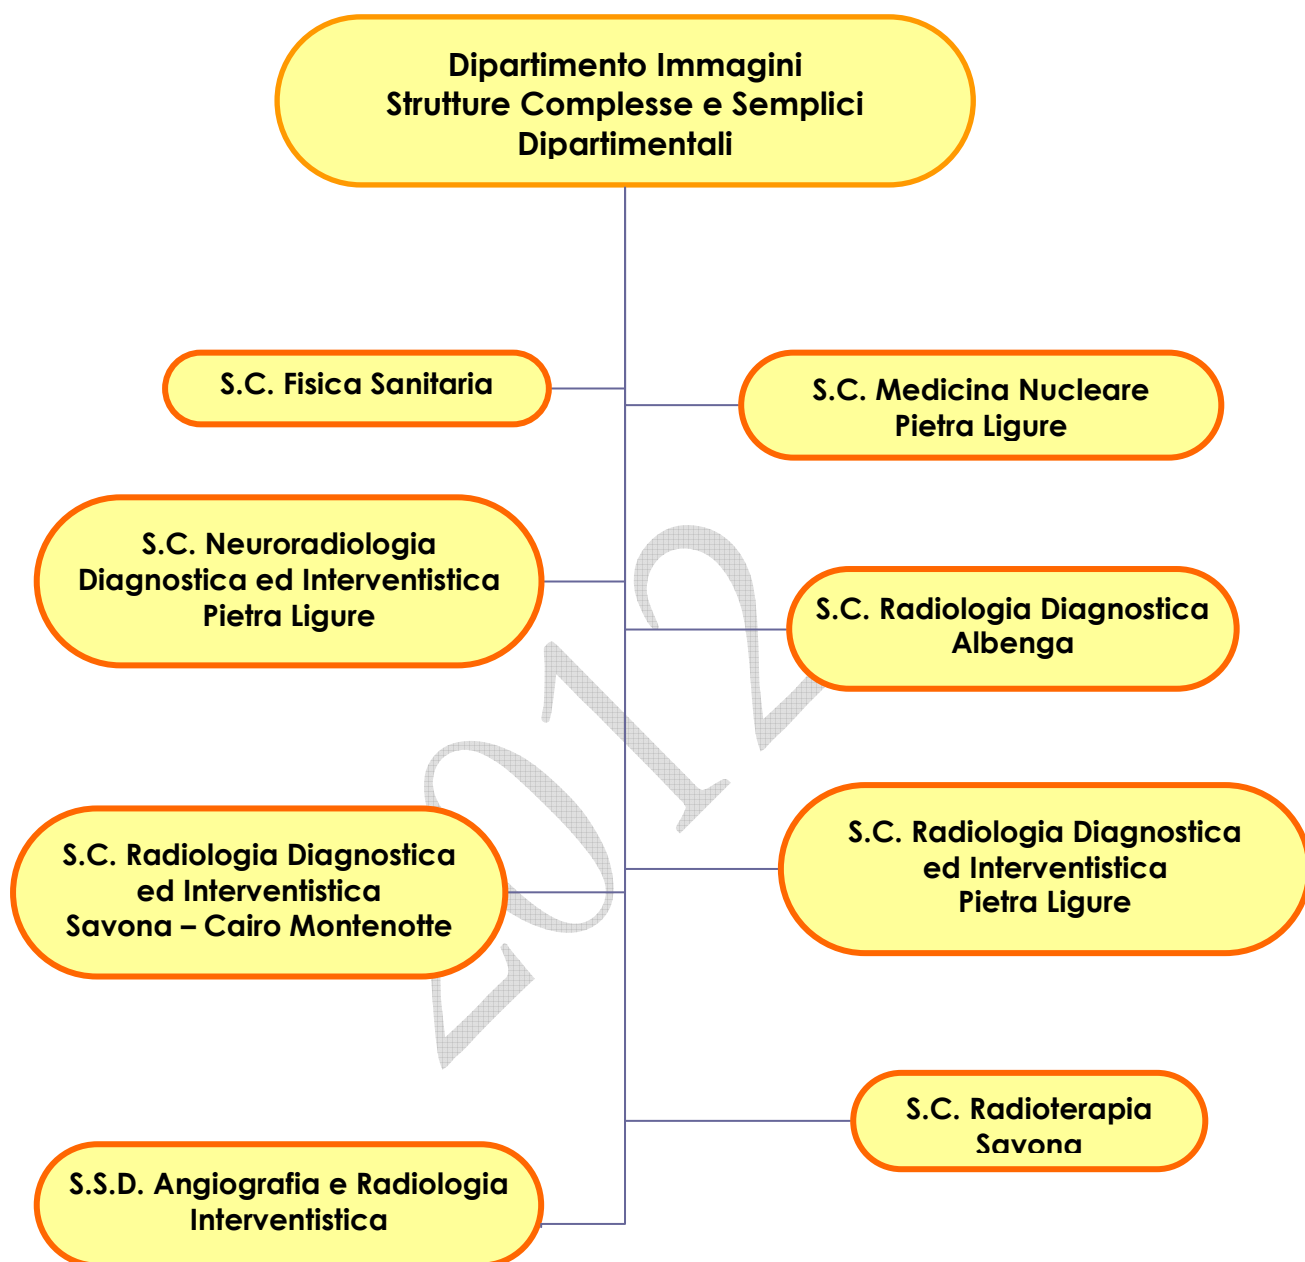 Dipartimento Immagini
Strutture Complesse e Semplici
Dipartimentali
S.C. Fisica Sanitaria
S.C. Medicina Nucleare
Pietra Ligure
S.C. Neuroradiologia
Diagnostica ed Interventistica
Pietra Ligure
S.C. Radiologia Diagnostica
Albenga
2012
S.C. Radiologia Diagnostica
ed Interventistica
Savona – Cairo Montenotte
S.C. Radiologia Diagnostica
ed Interventistica
Pietra Ligure
S.C. Radioterapia
Savona
S.S.D. Angiografia e Radiologia
Interventistica